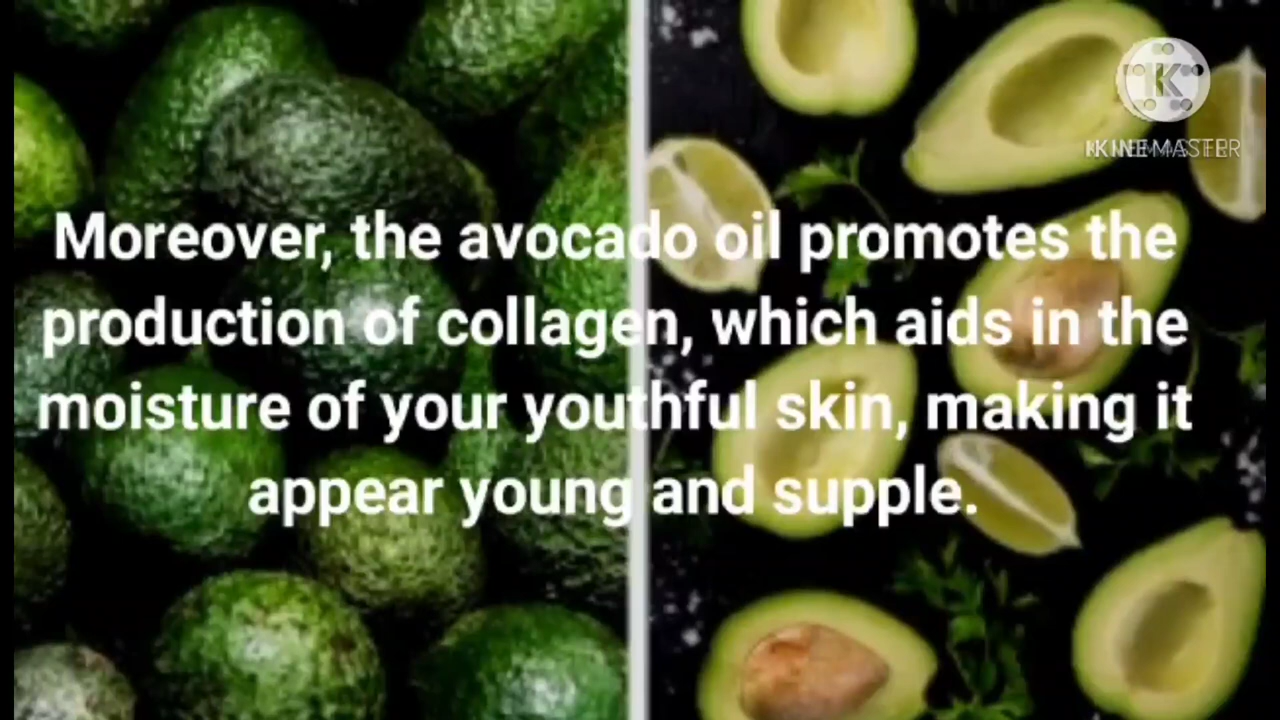 KINEMASTER
Moreover, the avocado oil promotes the
production of collagen, which aids in the
moisture of your youthful skin, making it
appear young and supple.